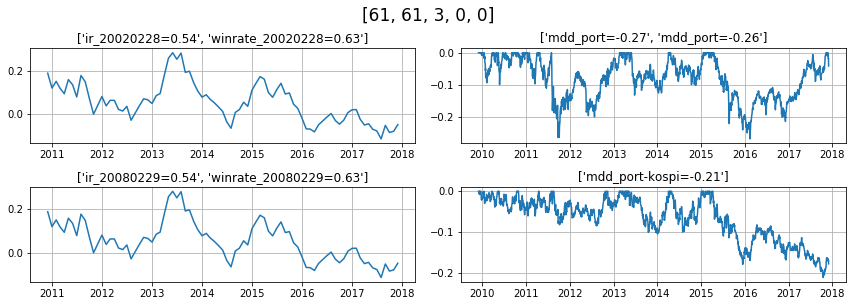 [61, 61, 3, 0, 0]
['ir_20020228=0.54', 'winrate_20020228=0.63']
0.2
0.0
2011 2012 2013 2014 2015 2016 2017 2018
['mdd_port=-0.27', 'mdd_port=-0.26']
0.0
−0.1
−0.2
2010 2011 2012 2013 2014 2015 2016 2017 2018
['ir_20080229=0.54', 'winrate_20080229=0.63']
0.2
0.0
2011 2012 2013 2014 2015 2016 2017 2018
['mdd_port-kospi=-0.21']
0.0
−0.1
−0.2
2010 2011 2012 2013 2014 2015 2016 2017 2018